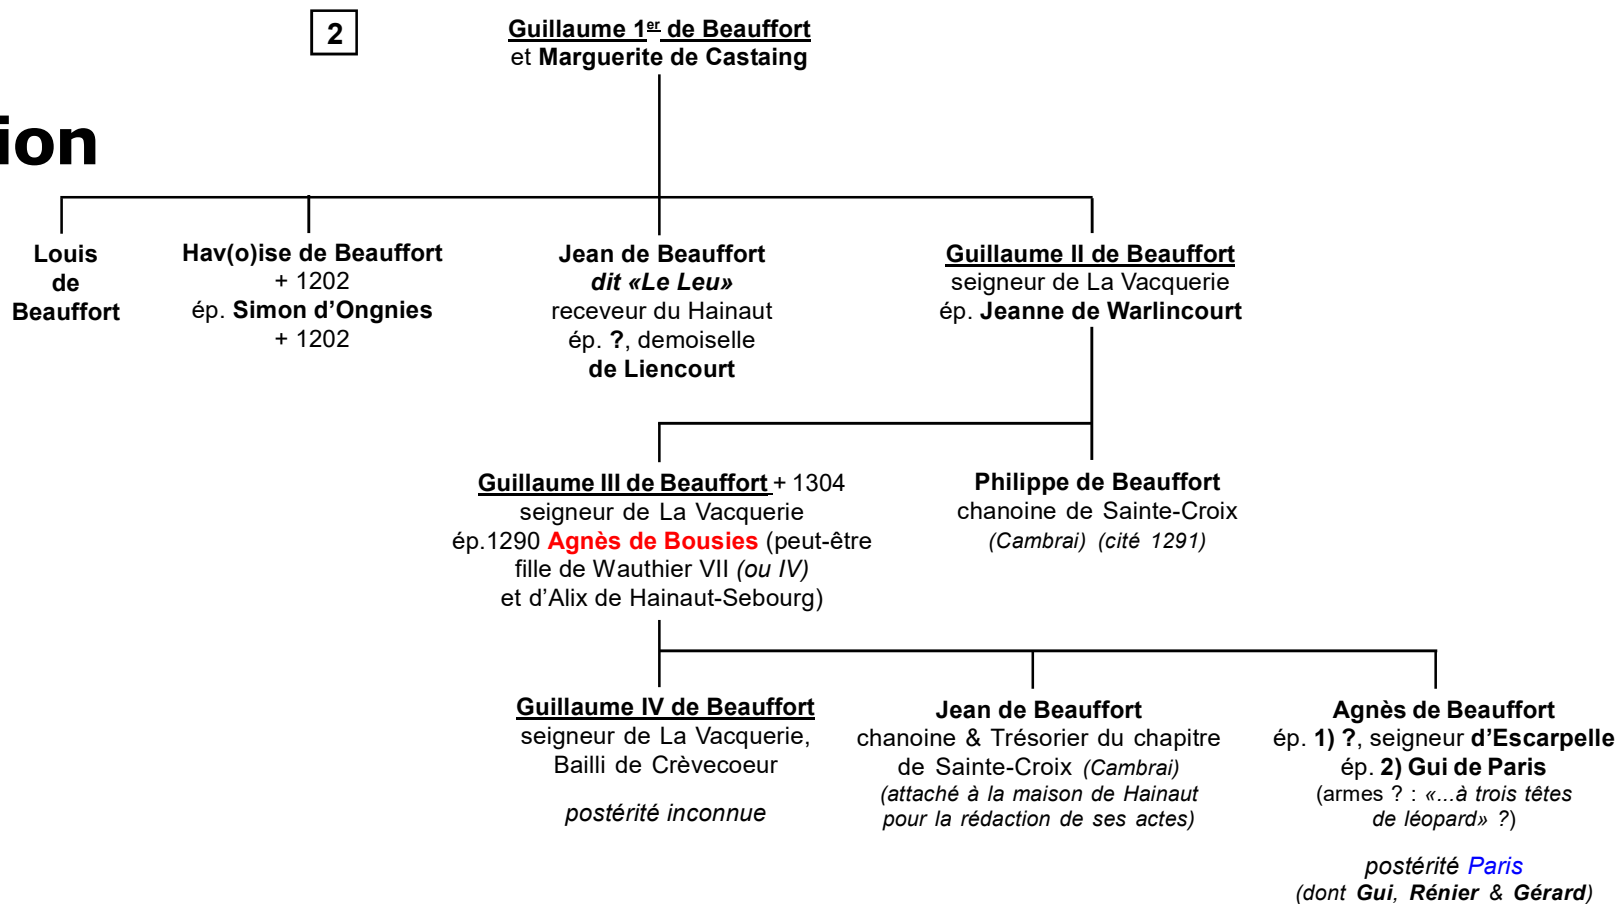 2
Guillaume 1er de Beauffort
et Marguerite de Castaing
ion
Louis
de
Beauffort
Hav(o)ise de Beauffort
+ 1202
ép. Simon d’Ongnies
+ 1202
Jean de Beauffort
dit «Le Leu»
receveur du Hainaut
ép. ?, demoiselle
de Liencourt
Guillaume II de Beauffort
seigneur de La Vacquerie
ép. Jeanne de Warlincourt
Guillaume III de Beauffort + 1304
seigneur de La Vacquerie
ép.1290 Agnès de Bousies (peut-être
fille de Wauthier VII (ou IV)
et d’Alix de Hainaut-Sebourg)
Philippe de Beauffort
chanoine de Sainte-Croix
(Cambrai) (cité 1291)
Guillaume IV de Beauffort
seigneur de La Vacquerie,
Bailli de Crèvecoeur
postérité inconnue
Jean de Beauffort
chanoine & Trésorier du chapitre
de Sainte-Croix (Cambrai)
(attaché à la maison de Hainaut
pour la rédaction de ses actes)
Agnès de Beauffort
ép. 1) ?, seigneur d’Escarpelle
ép. 2) Gui de Paris
(armes ? : «...à trois têtes
de léopard» ?)
postérité Paris
(dont Gui, Rénier & Gérard)